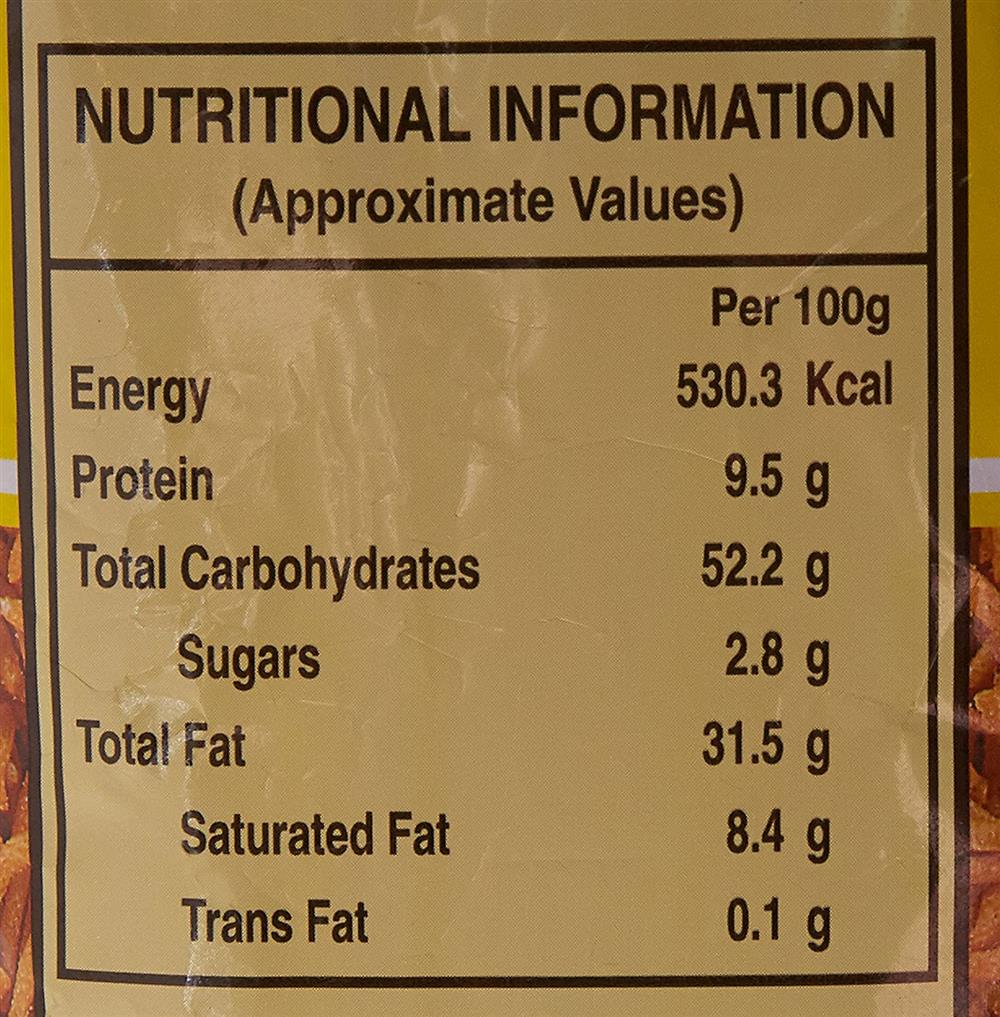 NUTRITIONAL INFORMATION
(Approximate Values)
Per 100g
Energy 530.3 Kcal
Protein 9.5 g
Total Carbohydrates 52.2 g
Sugars 2.8 g
Total Fat 31.5 g
Saturated Fat 8.4 g
Trans Fat 0.1 g